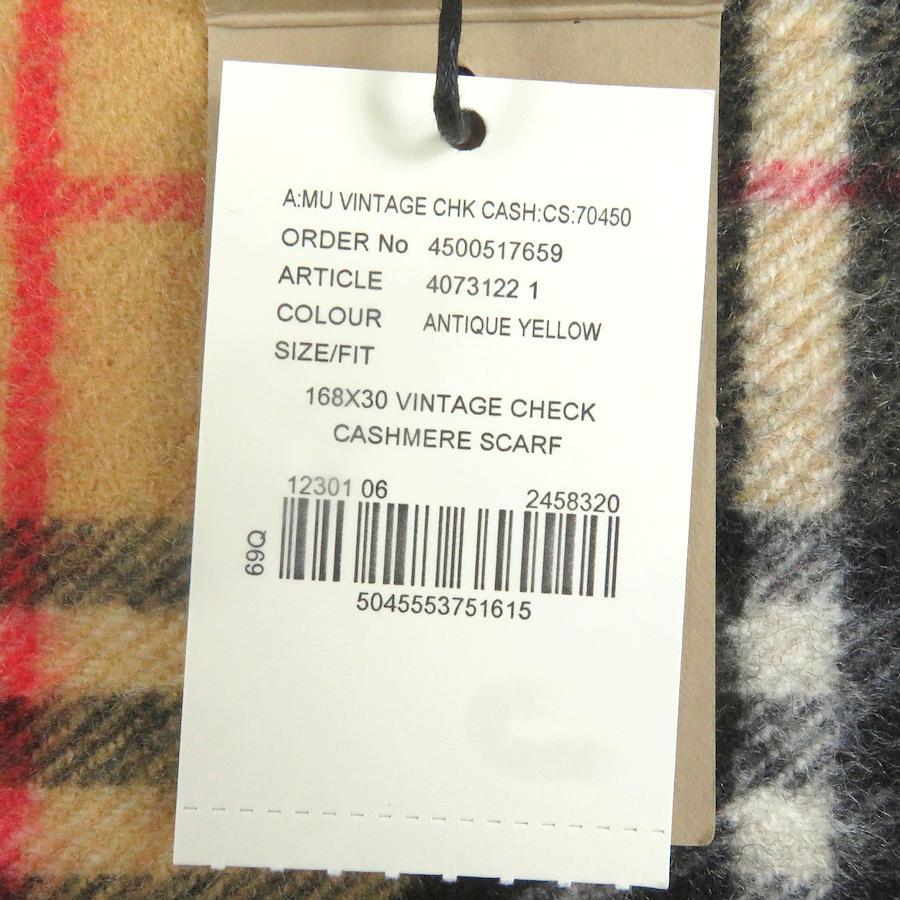 A:MU VINTAGE CHK CASH:CS:70450
ORDER No 4500517659
ARTICLE 4073122 1
COLOUR ANTIQUE YELLOW
SIZE/FIT
168X30 VINTAGE CHECK
CASHMERE SCARF
12301 06 2458320
69Q
5045553751615